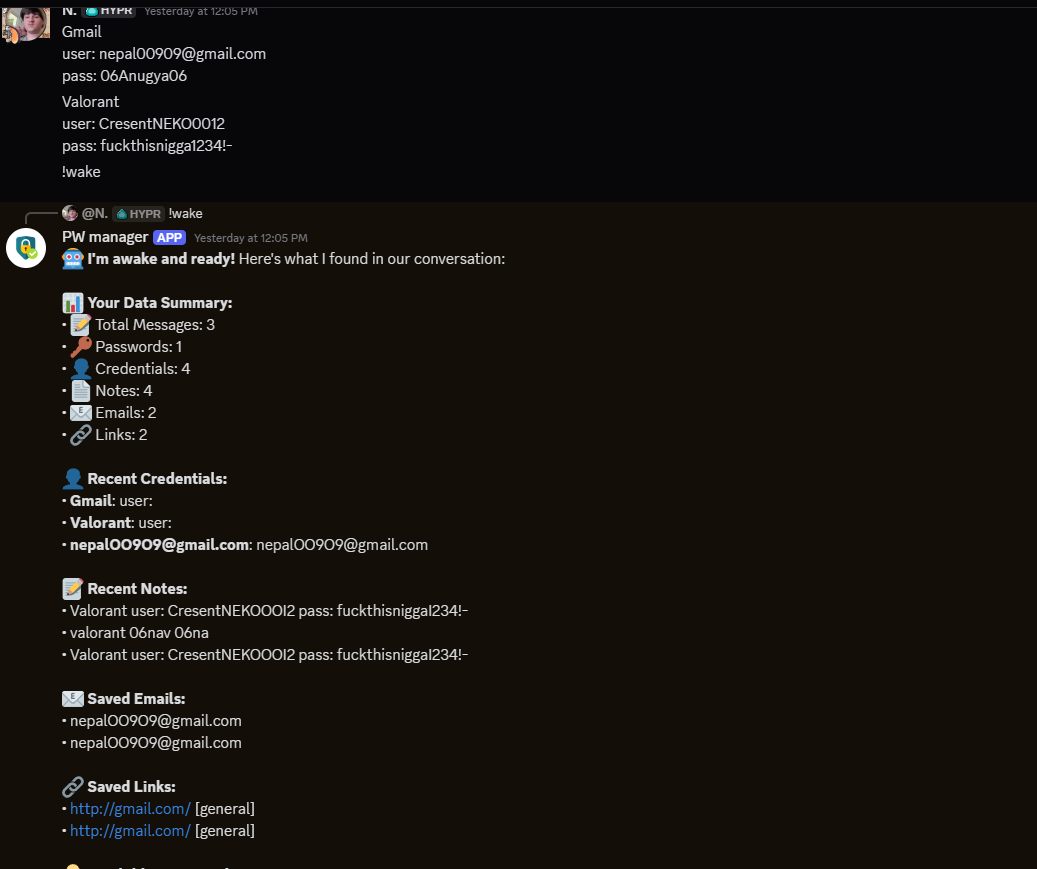 N. HYPR Yesterday at 12:05 PM
Gmail
user: nepal00909@gmail.com
pass: 06Anugya06
Valorant
user: CresentNEKO0012
pass: fuckthisnigga1234!-
!wake
@N. HYPR !wake
PW manager APP Yesterday at 12:05 PM
I'm awake and ready! Here's what I found in our conversation:
Your Data Summary:
• Total Messages: 3
• Passwords: 1
• Credentials: 4
• Notes: 4
• Emails: 2
• Links: 2
Recent Credentials:
• Gmail: user:
• Valorant: user:
• nepal00909@gmail.com: nepal00909@gmail.com
Recent Notes:
• Valorant user: CresentNEKO0012 pass: fuckthisnigga1234!-
• valorant 06nav 06na
• Valorant user: CresentNEKO0012 pass: fuckthisnigga1234!-
Saved Emails:
• nepal00909@gmail.com
• nepal00909@gmail.com
Saved Links:
• http://gmail.com/ [general]
• http://gmail.com/ [general]